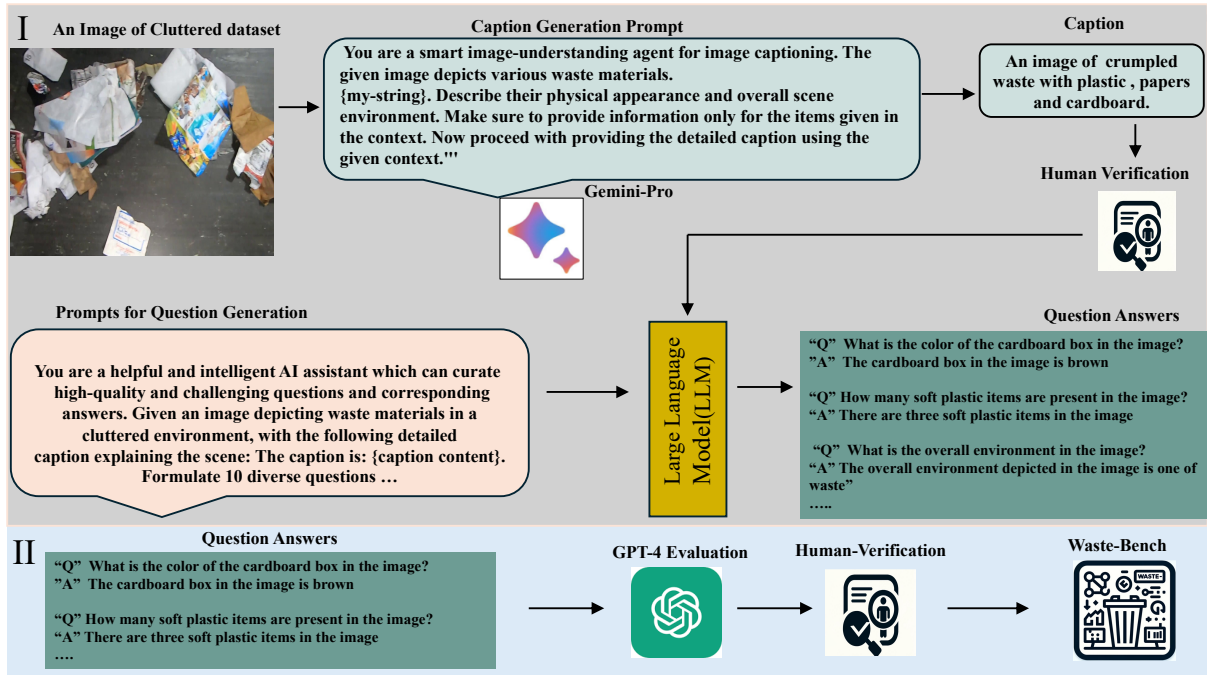 I
An Image of Cluttered dataset
Caption Generation Prompt
You are a smart image-understanding agent for image captioning. The
given image depicts various waste materials.
{my-string}. Describe their physical appearance and overall scene
environment. Make sure to provide information only for the items given in
the context. Now proceed with providing the detailed caption using the
given context."'
Gemini-Pro
Caption
An image of crumpled
waste with plastic , papers
and cardboard.
Human Verification
Prompts for Question Generation
You are a helpful and intelligent AI assistant which can curate
high-quality and challenging questions and corresponding
answers. Given an image depicting waste materials in a
cluttered environment, with the following detailed
caption explaining the scene: The caption is: {caption content}.
Formulate 10 diverse questions …
Large Language
Model(LLM)
Question Answers
“Q” What is the color of the cardboard box in the image?
”A” The cardboard box in the image is brown
“Q” How many soft plastic items are present in the image?
“A” There are three soft plastic items in the image
“Q” What is the overall environment in the image?
“A” The overall environment depicted in the image is one of
waste”
…..
II
Question Answers
“Q” What is the color of the cardboard box in the image?
”A” The cardboard box in the image is brown
“Q” How many soft plastic items are present in the image?
“A” There are three soft plastic items in the image
….
GPT-4 Evaluation
Human-Verification
Waste-Bench
WASTE-